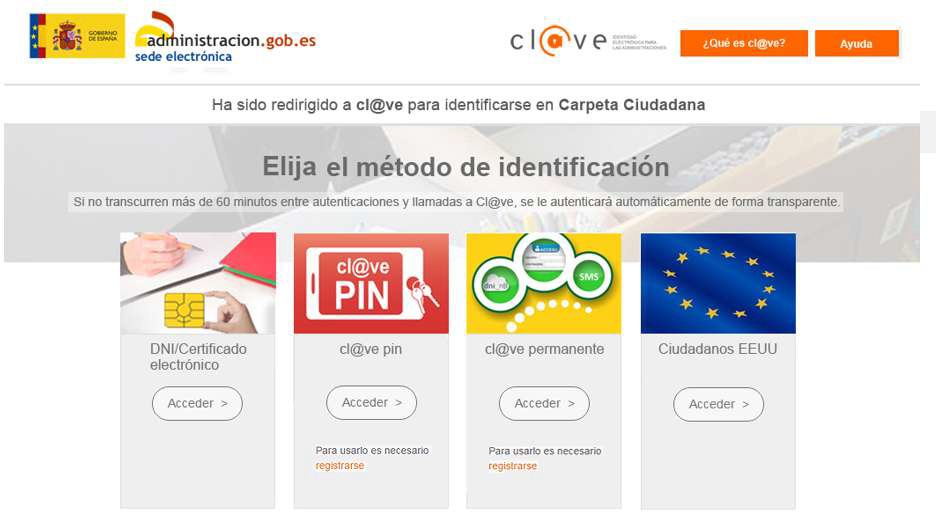 GOBIERNO
DE ESPAÑA
administracion.gob.es
sede electrónica
cl@ve
IDENTIDAD
ELECTRÓNICA PARA
LAS ADMINISTRACIONES
¿Qué es cl@ve?
Ayuda
Ha sido redirigido a cl@ve para identificarse en Carpeta Ciudadana
Elija el método de identificación
Si no transcurren más de 60 minutos entre autenticaciones y llamadas a Cl@ve, se le autenticará automáticamente de forma transparente.
cl@ve
PIN
SMS
DNI/Certificado
electrónico
Acceder >
cl@ve pin
Acceder >
Para usarlo es necesario
registrarse
cl@ve permanente
Acceder >
Para usarlo es necesario
registrarse
Ciudadanos EEUU
Acceder >